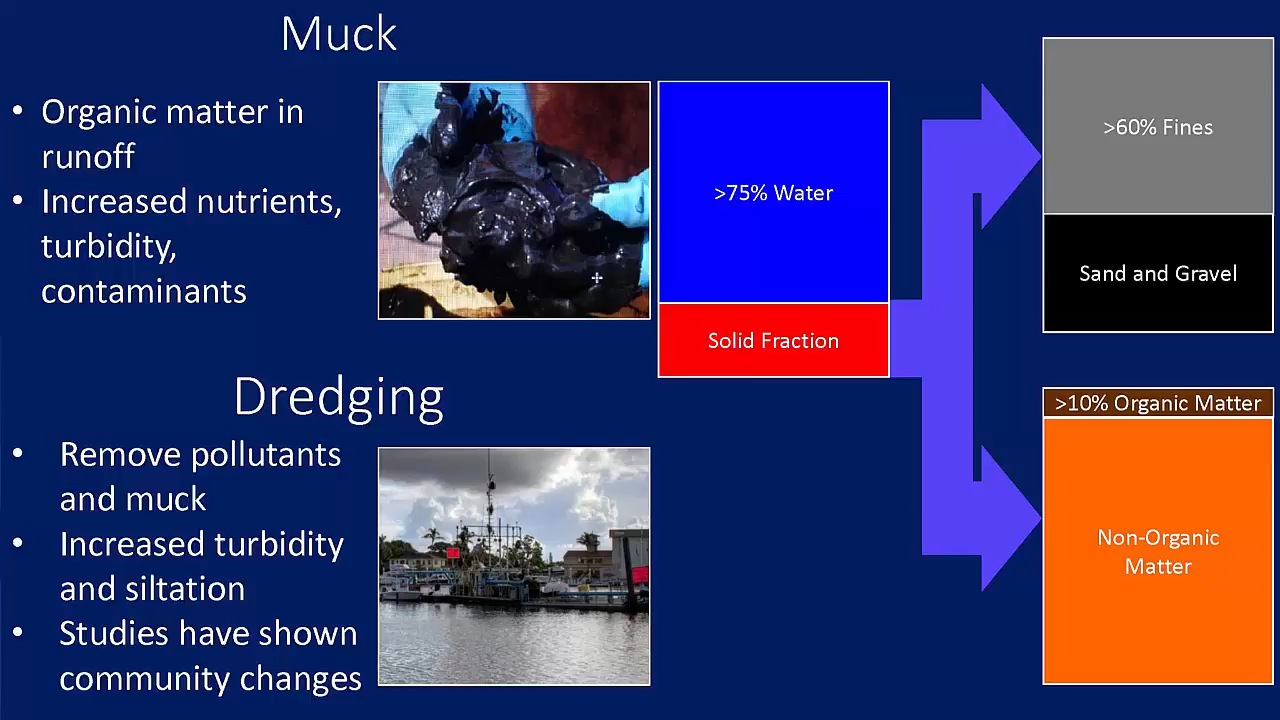 Muck
• Organic matter in
runoff
• Increased nutrients,
turbidity,
contaminants
>75% Water
Solid Fraction
>60% Fines
Sand and Gravel
>10% Organic Matter
Non-Organic
Matter
Dredging
• Remove pollutants
and muck
• Increased turbidity
and siltation
• Studies have shown
community changes